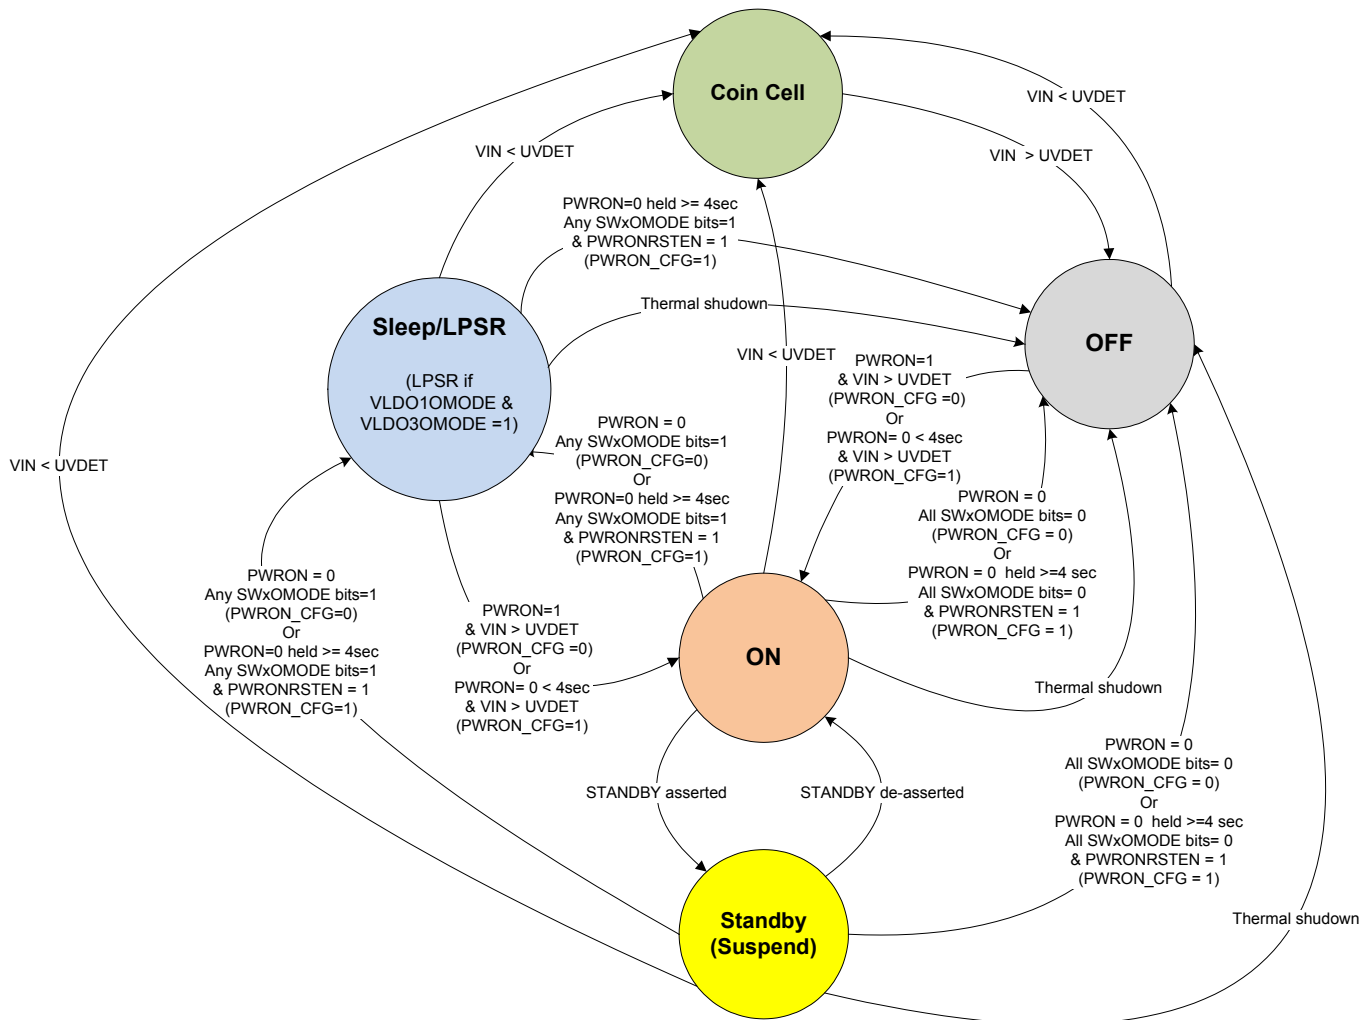 Coin Cell
VIN < UVDET
VIN < UVDET
VIN  > UVDET
PWRON=0 held >= 4sec
Any SWxOMODE bits=1
& PWRONRSTEN = 1
(PWRON_CFG=1)
Thermal shudown
Sleep/LPSR
(LPSR if
VLDO1OMODE &
VLDO3OMODE =1)
OFF
VIN < UVDET
PWRON=1
& VIN > UVDET
(PWRON_CFG =0)
Or
PWRON= 0 < 4sec
& VIN > UVDET
(PWRON_CFG=1)
PWRON = 0
Any SWxOMODE bits=1
(PWRON_CFG=0)
Or
PWRON=0 held >= 4sec
Any SWxOMODE bits=1
& PWRONRSTEN = 1
(PWRON_CFG=1)
VIN < UVDET
PWRON = 0
All SWxOMODE bits= 0
(PWRON_CFG = 0)
Or
PWRON = 0  held >=4 sec
All SWxOMODE bits= 0
& PWRONRSTEN = 1
(PWRON_CFG = 1)
PWRON = 0
Any SWxOMODE bits=1
(PWRON_CFG=0)
Or
PWRON=0 held >= 4sec
Any SWxOMODE bits=1
& PWRONRSTEN = 1
(PWRON_CFG=1)
PWRON=1
& VIN > UVDET
(PWRON_CFG =0)
Or
PWRON= 0 < 4sec
& VIN > UVDET
(PWRON_CFG=1)
ON
Thermal shudown
STANDBY asserted
STANDBY de-asserted
PWRON = 0
All SWxOMODE bits= 0
(PWRON_CFG = 0)
Or
PWRON = 0  held >=4 sec
All SWxOMODE bits= 0
& PWRONRSTEN = 1
(PWRON_CFG = 1)
Standby
(Suspend)
Thermal shudown